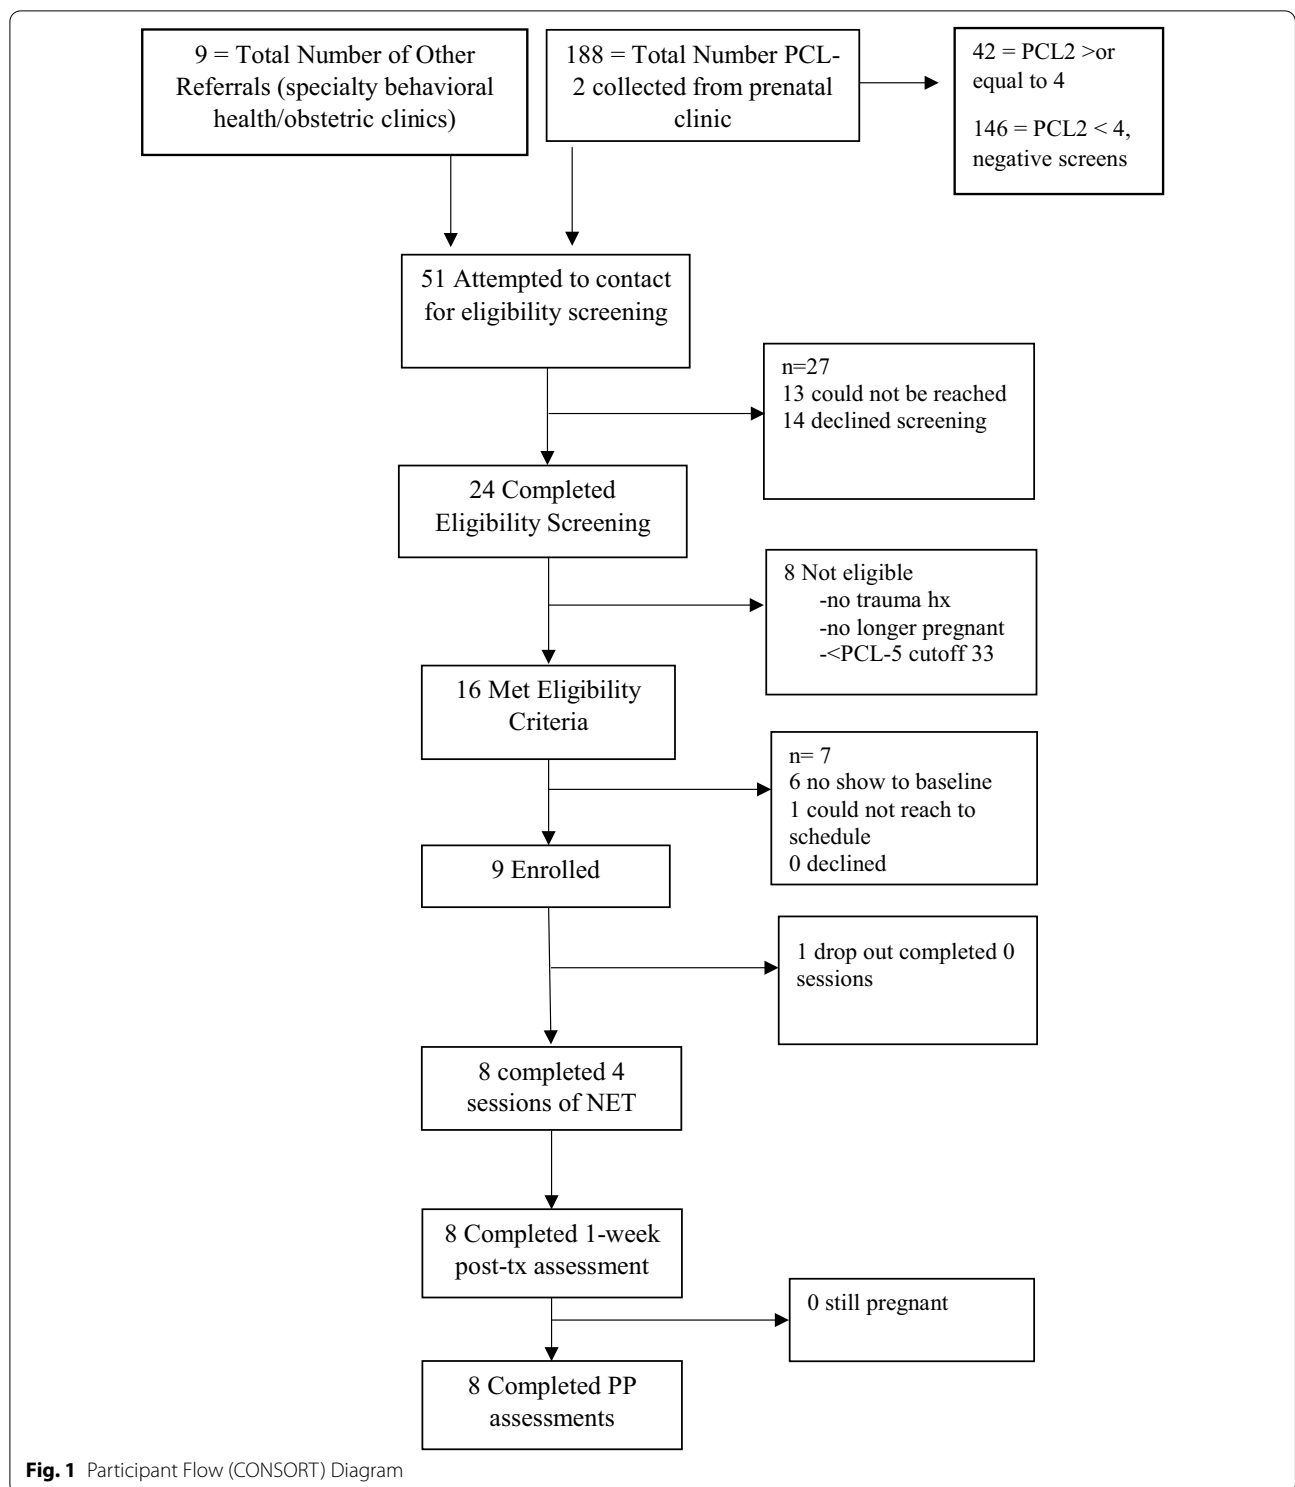 9 = Total Number of Other
Referrals (specialty behavioral
health/obstetric clinics)
188 = Total Number PCL-
2 collected from prenatal
clinic
42 = PCL2 >or
equal to 4
146 = PCL2 < 4,
negative screens
51 Attempted to contact
for eligibility screening
n=27
13 could not be reached
14 declined screening
24 Completed
Eligibility Screening
8 Not eligible
-no trauma hx
-no longer pregnant
-<PCL-5 cutoff 33
16 Met Eligibility
Criteria
n= 7
6 no show to baseline
1 could not reach to
schedule
0 declined
9 Enrolled
1 drop out completed 0
sessions
8 completed 4
sessions of NET
8 Completed 1-week
post-tx assessment
0 still pregnant
8 Completed PP
assessments
Fig. 1 Participant Flow (CONSORT) Diagram